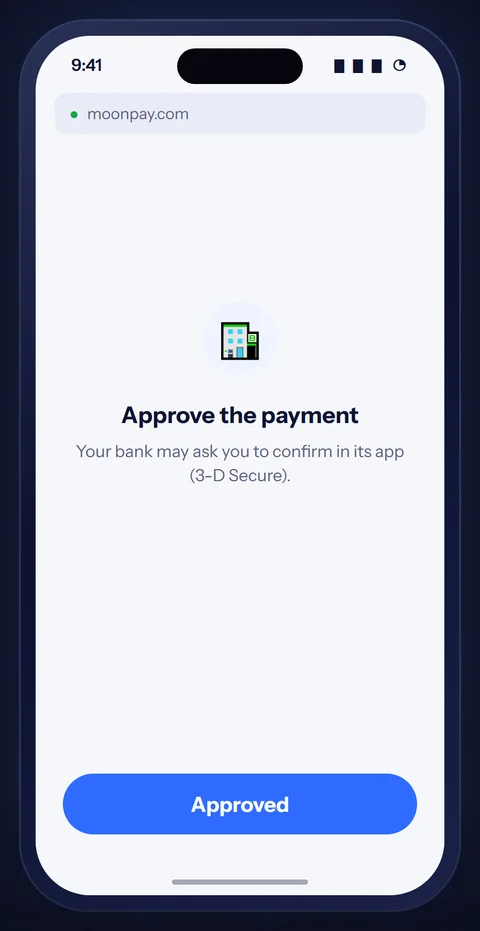 9:41
moonpay.com
Approve the payment
Your bank may ask you to confirm in its app
(3-D Secure).
Approved